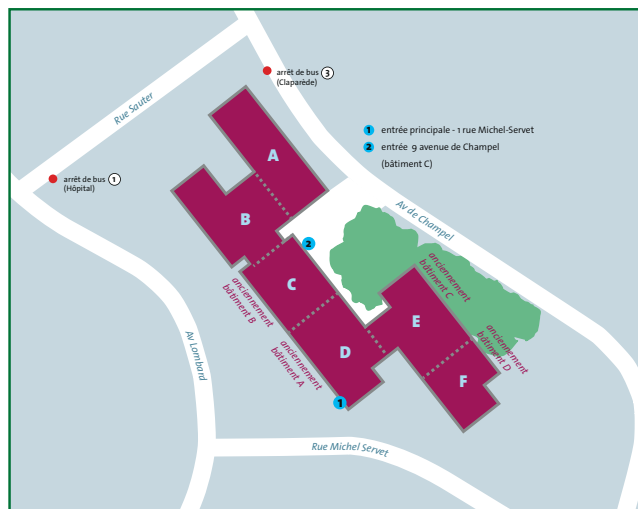 arrêt de bus 3
(Claparède)
Rue Sauter
1 entrée principale - 1 rue Michel-Servet
2 entrée 9 avenue de Champel
(bâtiment C)
A
arrêt de bus 1
(Hôpital)
B
Av de Champel
2
C
anciennement
bâtiment B
anciennement
bâtiment C
E
anciennement
bâtiment D
D
anciennement
bâtiment A
F
Av Lombard
1
Rue Michel Servet